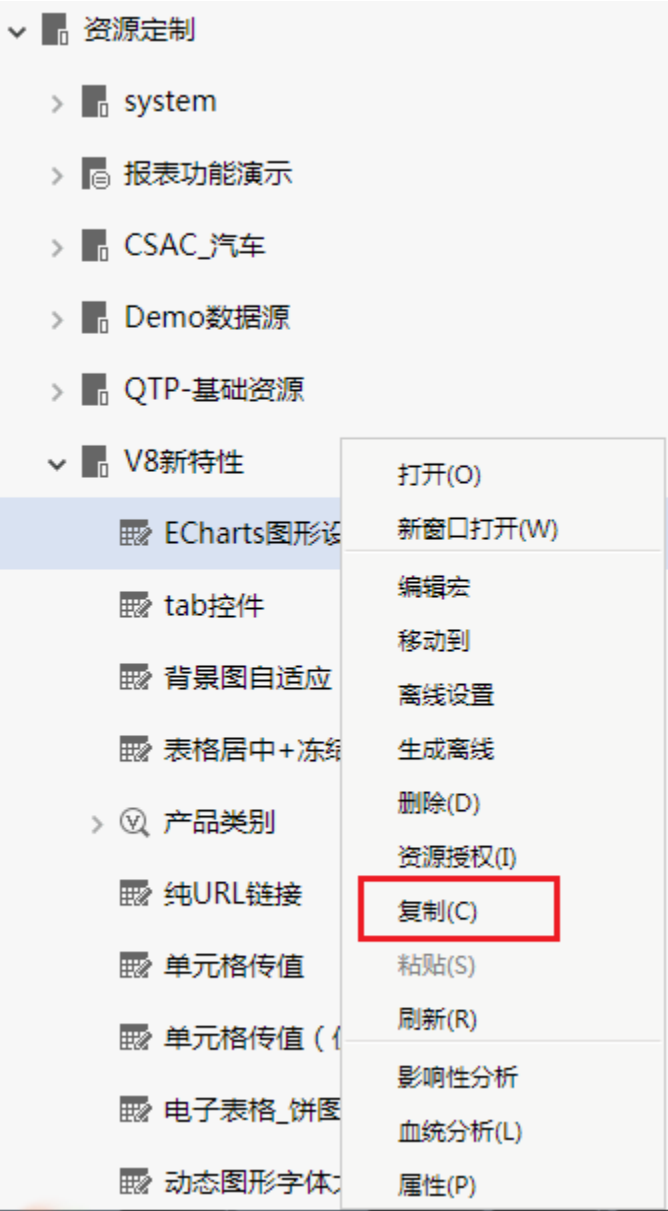 资源定制
system
报表功能演示
CSAC_汽车
Demo数据源
QTP-基础资源
V8新特性
ECharts图形设
tab控件
背景图自适应
表格居中+冻结
产品类别
纯URL链接
单元格传值
单元格传值（
电子表格_饼图
动态图形字体
打开(O)
新窗口打开(W)
编辑宏
移动到
离线设置
生成离线
删除(D)
资源授权(I)
复制(C)
粘贴(S)
刷新(R)
影响性分析
血统分析(L)
属性(P)